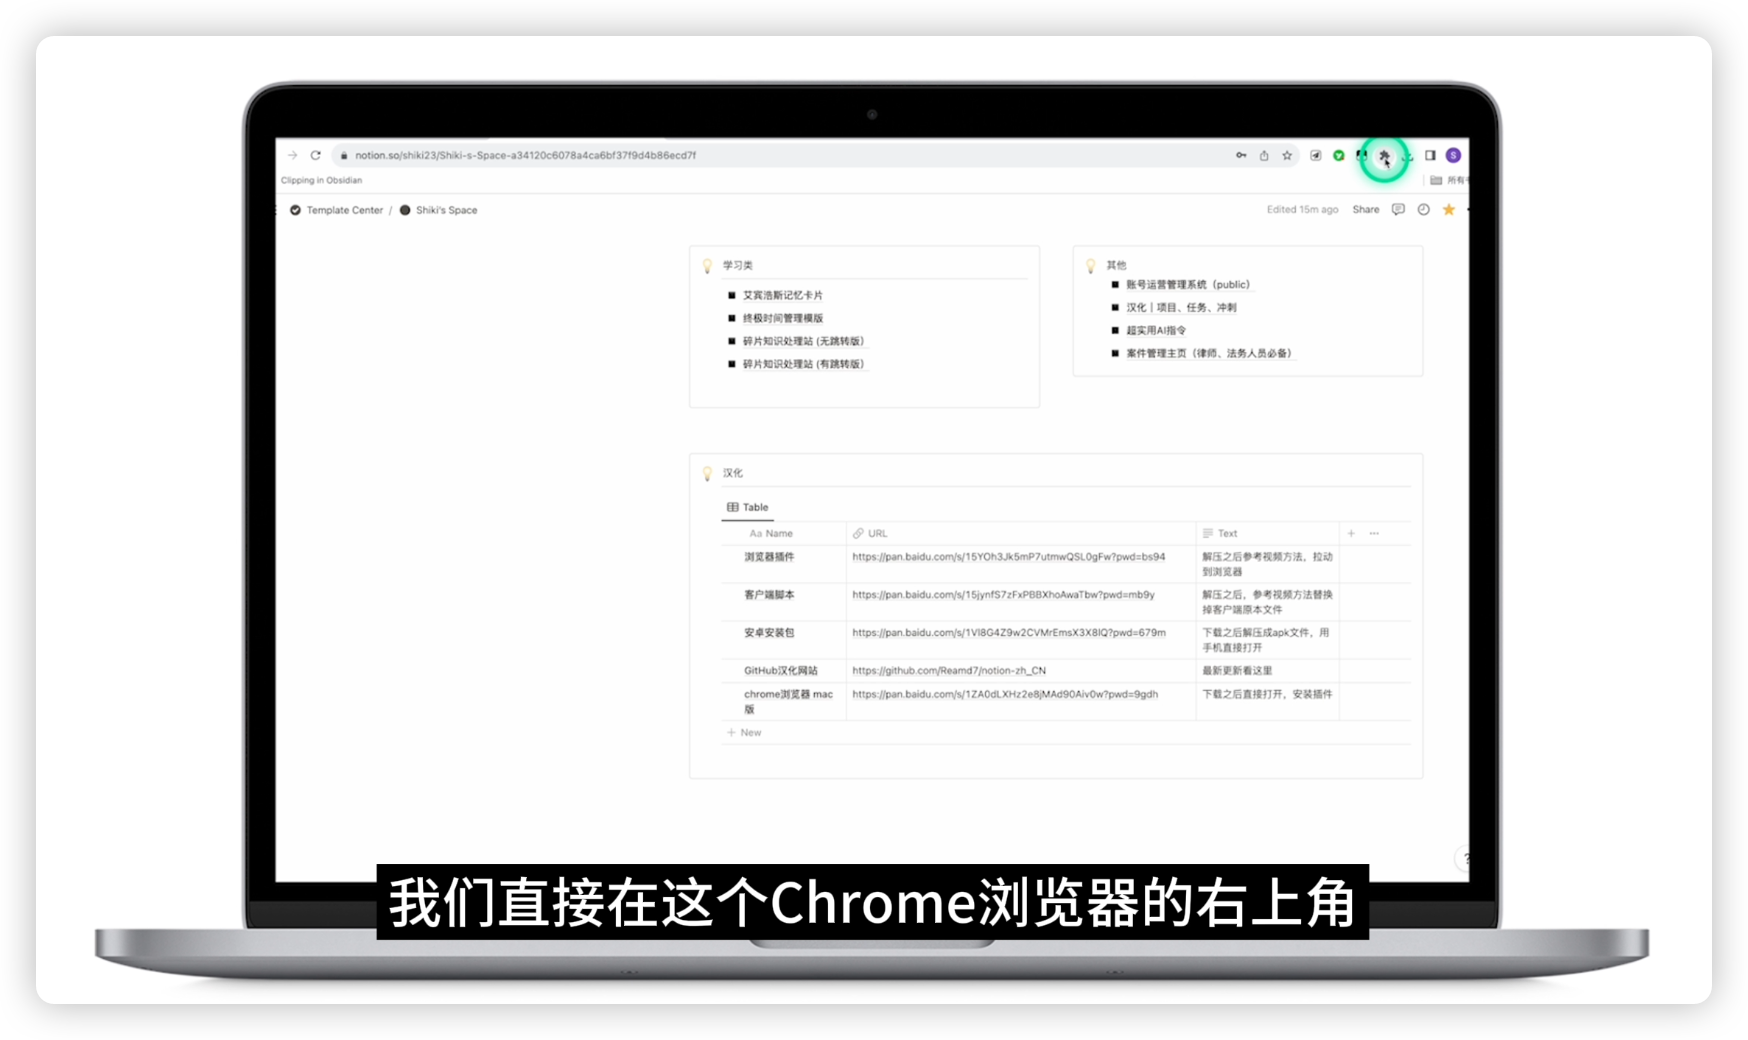 notion.so/shiki23/Shiki-s-Space-a34120c6078a4ca6bf37f9d4b86ecd7f
S
Clipping in Obsidian
所有
Template Center / Shiki's Space
Edited 15m ago Share
学习类
艾宾浩斯记忆卡片
终极时间管理模版
碎片知识处理站 (无跳转版)
碎片知识处理站 (有跳转版)
其他
账号运营管理系统（public）
汉化 | 项目、任务、冲刺
超实用AI指令
案件管理主页（律师、法务人员必备）
汉化
Table
Aa Name URL Text + ···
浏览器插件 https://pan.baidu.com/s/15YOh3Jk5mP7utmwQSL0gFw?pwd=bs94 解压之后参考视频方法，拉动
到浏览器
客户端脚本 https://pan.baidu.com/s/15jynfS7zFxPBBXhoAwaTbw?pwd=mb9y 解压之后，参考视频方法替换
掉客户端原本文件
安卓安装包 https://pan.baidu.com/s/1Vl8G4Z9w2CVMrEmsX3X8IQ?pwd=679m 下载之后解压成apk文件，用
手机直接打开
GitHub汉化网站 https://github.com/Reamd7/notion-zh_CN 最新更新看这里
chrome浏览器 mac https://pan.baidu.com/s/1ZA0dLXHz2e8jMAd90Aiv0w?pwd=9gdh 下载之后直接打开，安装插件
版
+ New
?
我们直接在这个Chrome浏览器的右上角